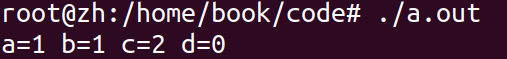 root@zh:/home/book/code# ./a.out
a=1 b=1 c=2 d=0